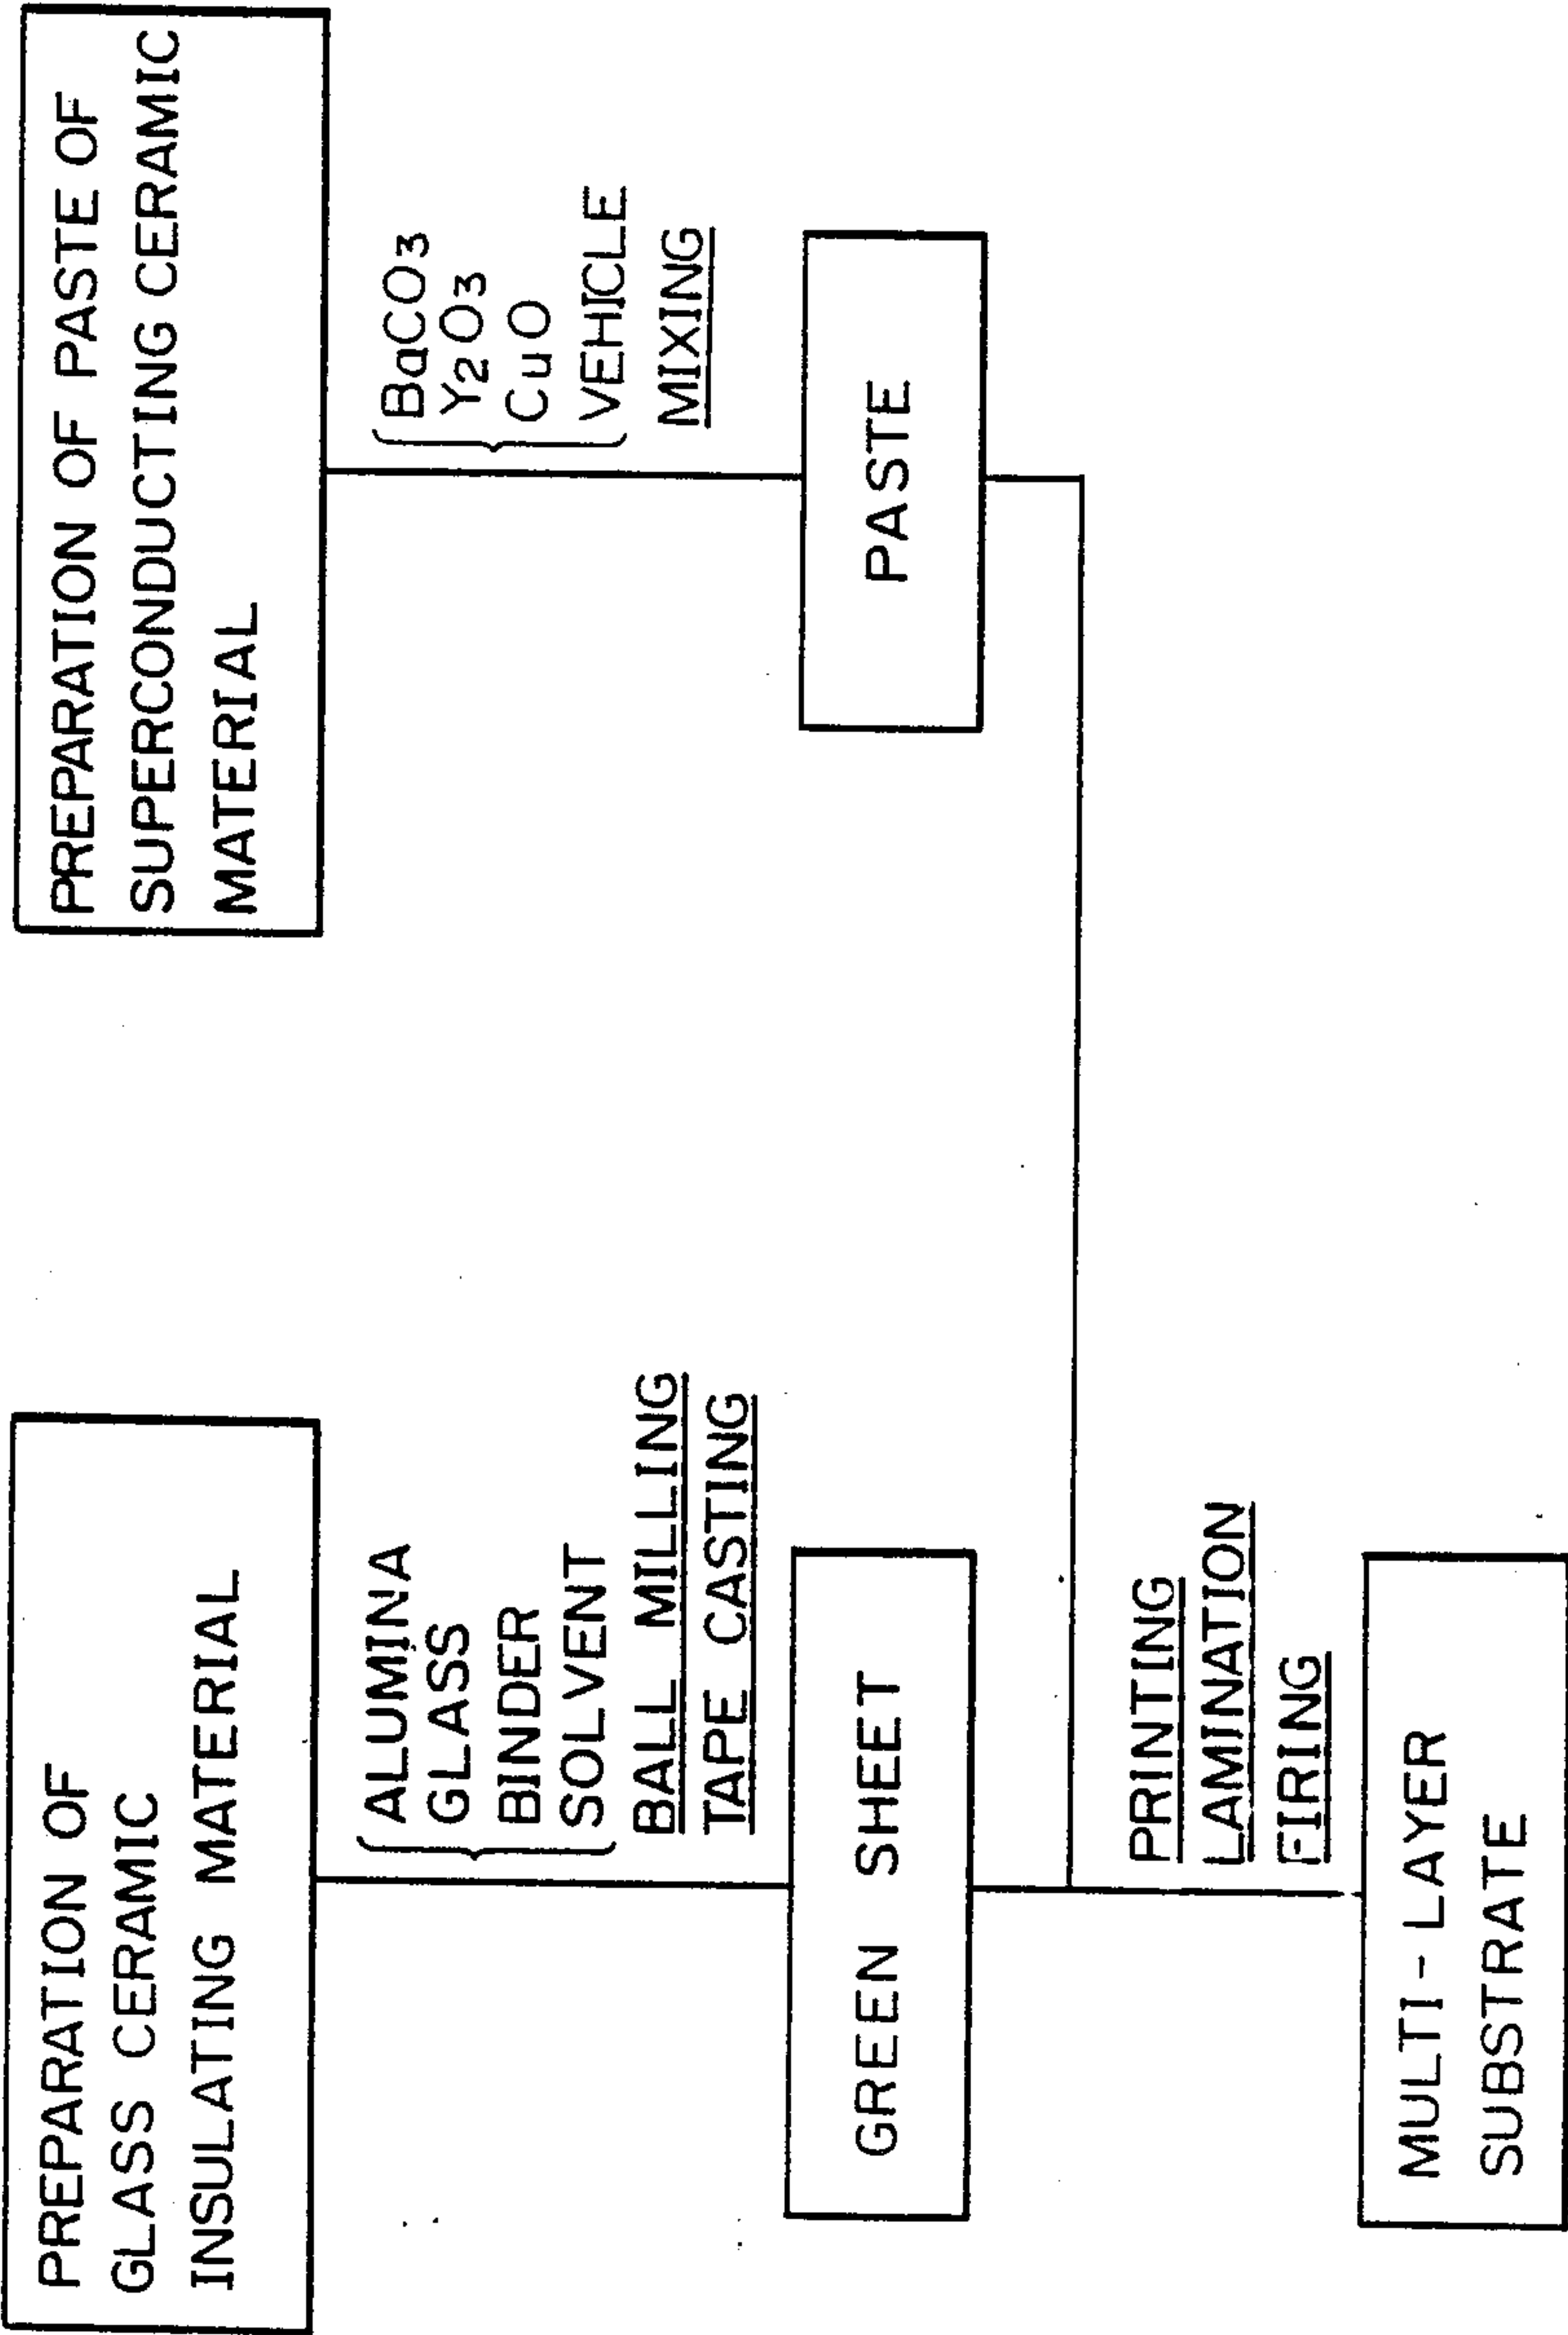 PREPARATION OF
GLASS CERAMIC
INSULATING MATERIAL
ALUMINA
GLASS
BINDER
SOLVENT
BALL MILLING
TAPE CASTING
GREEN SHEET
PREPARATION OF PASTE OF
SUPERCONDUCTING CERAMIC
MATERIAL
BaCO3
Y2O3
CuO
VEHICLE
MIXING
PASTE
PRINTING
LAMINATION
FIRING
MULTI-LAYER
SUBSTRATE